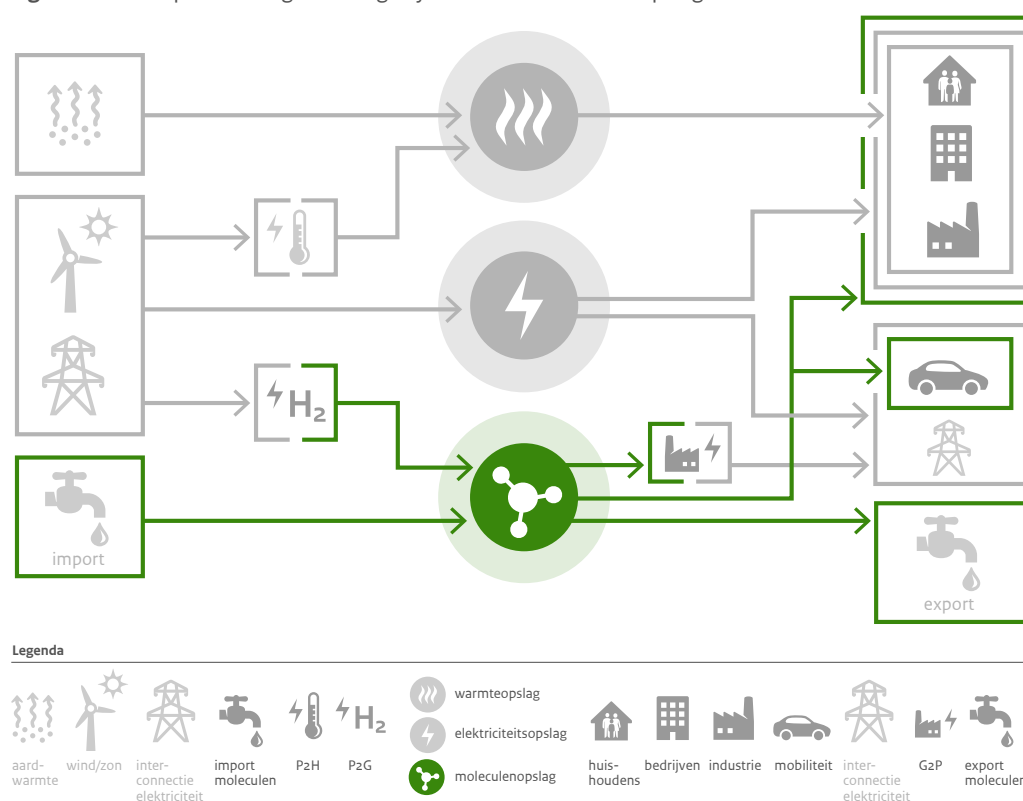 H₂
import
export
Legenda
H₂
warmteopslag
elektriciteitsopslag
moleculenopslag
aard-
warmte
wind/zon
inter-
connectie
elektriciteit
import
moleculen
P2H
P2G
huis-
houdens
bedrijven
industrie
mobiliteit
inter-
connectie
elektriciteit
G2P
export
moleculen